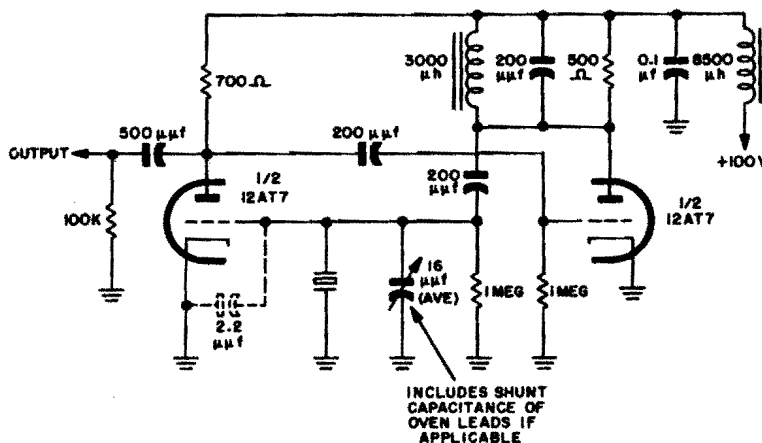 3000
μh
200
μμf
500
Ω
0.1
μf
8500
μh
700Ω
500 μμf
200 μμf
OUTPUT
+100V
1/2
12AT7
200
μμf
1/2
12AT7
100K
16
μμf
(AVE)
1MEG
1MEG
2.2
μμf
INCLUDES SHUNT
CAPACITANCE OF
OVEN LEADS IF
APPLICABLE